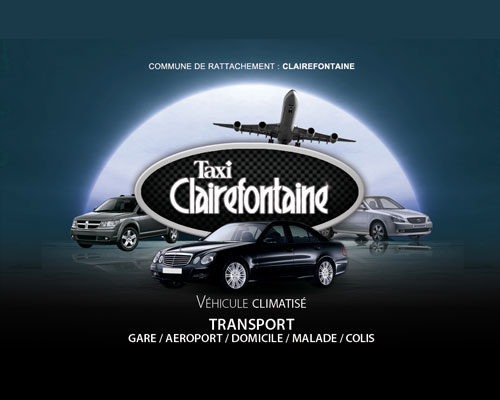 COMMUNE DE RATTACHEMENT : CLAIREFONTAINE
Taxi
Clairefontaine
VÉHICULE CLIMATISÉ
TRANSPORT
GARE / AEROPORT / DOMICILE / MALADE / COLIS